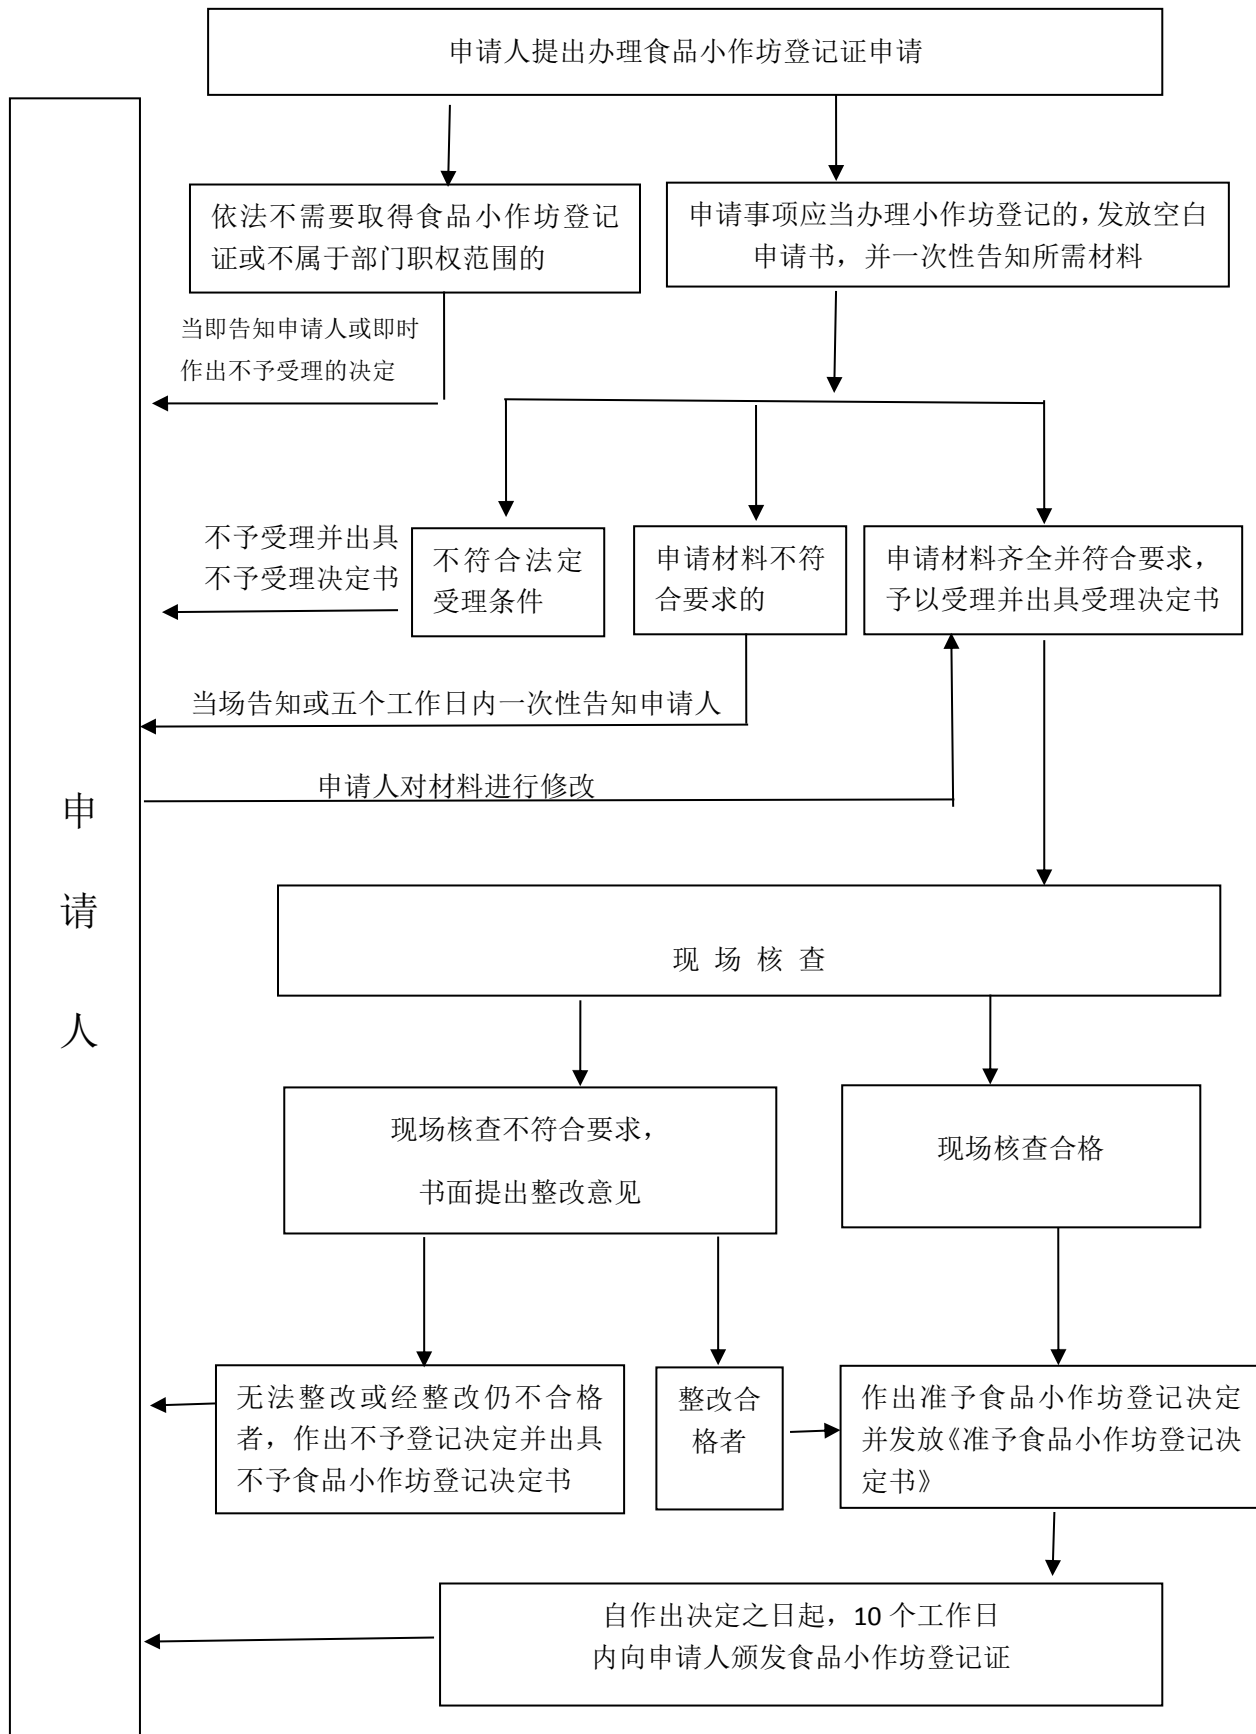 申请人提出办理食品小作坊登记证申请
依法不需要取得食品小作坊登记
证或不属于部门职权范围的
申请事项应当办理小作坊登记的，发放空白
申请书，并一次性告知所需材料
当即告知申请人或即时
作出不予受理的决定
不予受理并出具
不予受理决定书
不符合法定
受理条件
申请材料不符
合要求的
申请材料齐全并符合要求，
予以受理并出具受理决定书
当场告知或五个工作日内一次性告知申请人
申请人对材料进行修改
申
请
人
现 场 核 查
现场核查不符合要求，
书面提出整改意见
现场核查合格
无法整改或经整改仍不合格
者，作出不予登记决定并出具
不予食品小作坊登记决定书
整改合
格者
作出准予食品小作坊登记决定
并发放《准予食品小作坊登记决
定书》
自作出决定之日起，10 个工作日
内向申请人颁发食品小作坊登记证